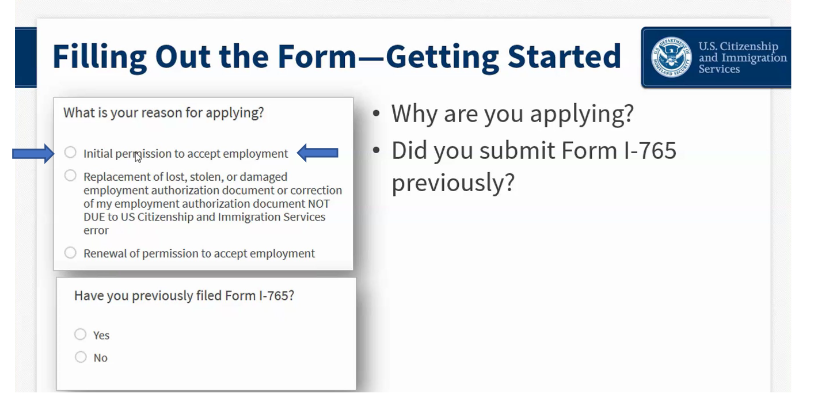 Filling Out the Form—Getting Started
U.S. Citizenship
and Immigration
Services
What is your reason for applying?
Initial permission to accept employment
Replacement of lost, stolen, or damaged
employment authorization document or correction
of my employment authorization document NOT
DUE to US Citizenship and Immigration Services
error
Renewal of permission to accept employment
Have you previously filed Form I-765?
Yes
No
• Why are you applying?
• Did you submit Form I-765
previously?